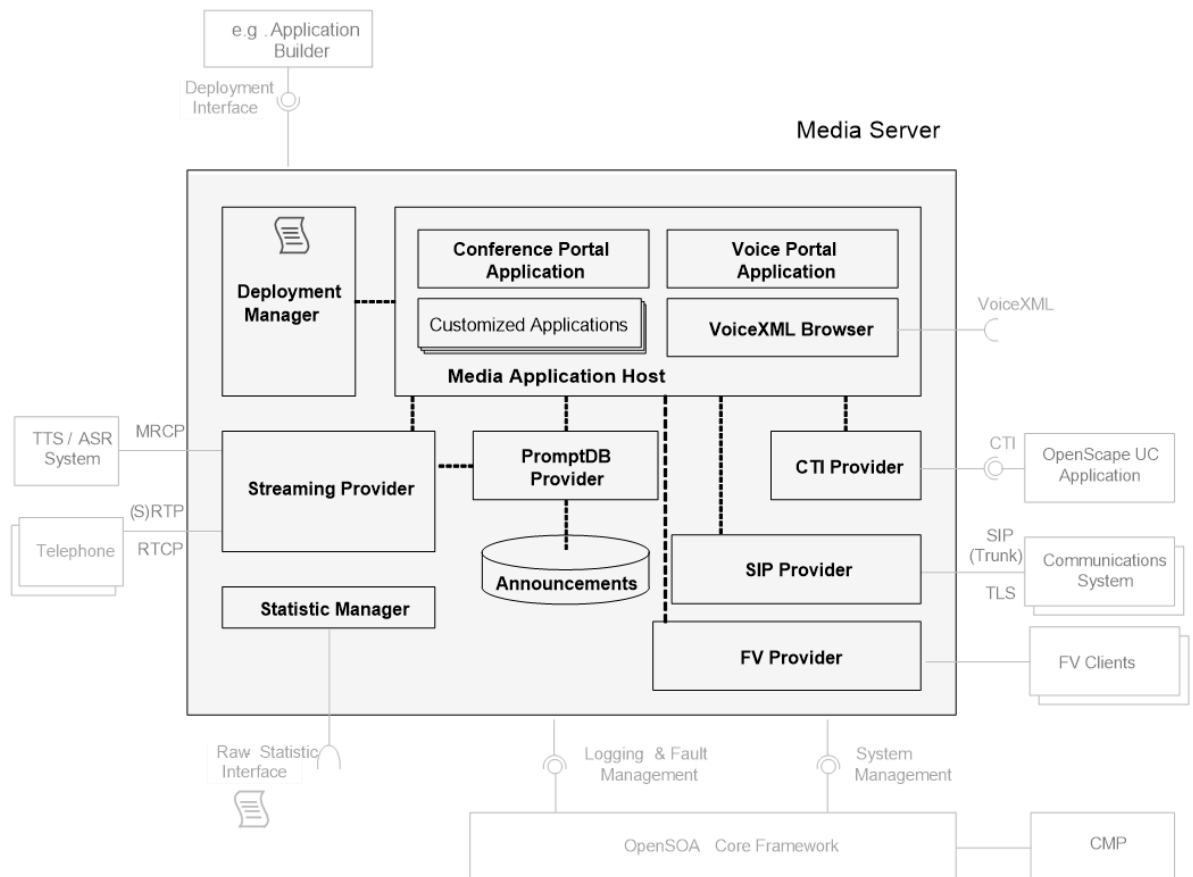 e.g . Application
Builder
Deployment
Interface
Media Server
Deployment
Manager
Conference Portal
Application
Voice Portal
Application
Customized Applications
VoiceXML Browser
VoiceXML
Media Application Host
TTS / ASR
System
MRCP
Streaming Provider
PromptDB
Provider
CTI Provider
CTI
OpenScape UC
Application
(S)RTP
Telephone
RTCP
Announcements
SIP Provider
SIP
(Trunk)
TLS
Communications
System
Statistic Manager
FV Provider
FV Clients
Raw Statistic
Interface
Logging & Fault
Management
System
Management
OpenSOA Core Framework
CMP